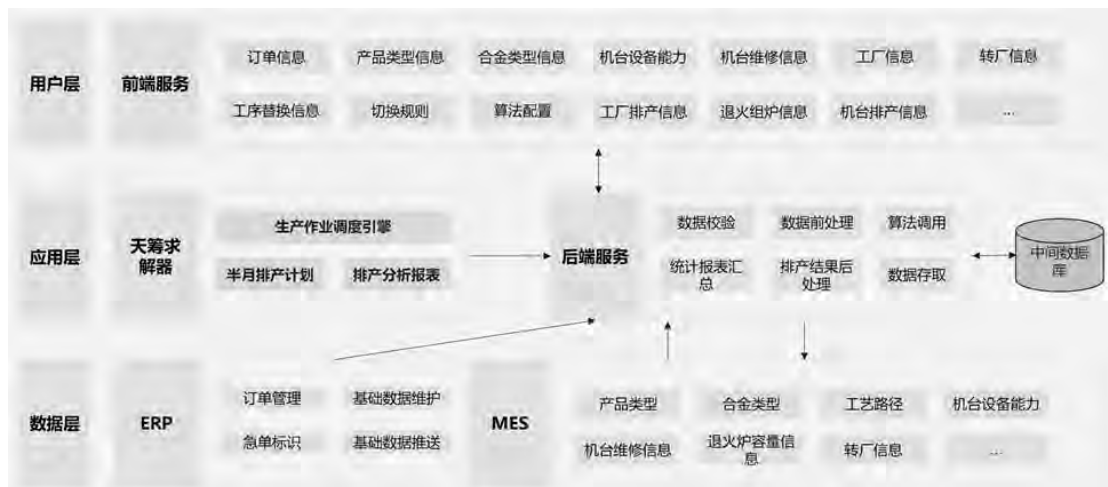 用户层
前端服务
订单信息
产品类型信息
合金类型信息
机台设备能力
机台维修信息
工厂信息
转厂信息
工序替换信息
切换规则
算法配置
工厂排产信息
退火组炉信息
机台排产信息
...
应用层
天筹求
解器
生产作业调度引擎
半月排产计划
排产分析报表
后端服务
数据校验
数据前处理
算法调用
统计报表汇
总
排产结果后
处理
数据存取
中间数据
库
数据层
ERP
订单管理
基础数据维护
急单标识
基础数据推送
MES
产品类型
合金类型
工艺路径
机台设备能力
机台维修信息
退火炉容量信
息
转厂信息
...